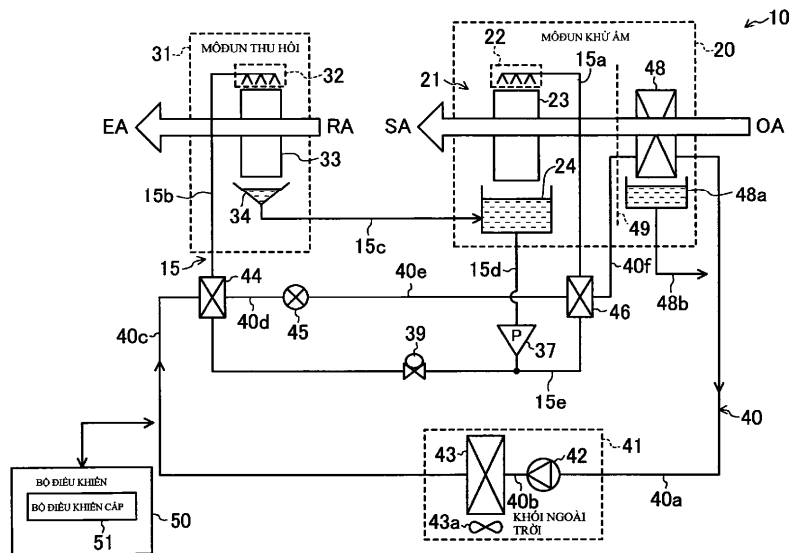 10
31
MÔĐUN THU HỒI
MÔĐUN KHỬ ẨM
20
32
22
15a
48
21
23
EA
RA
SA
OA
33
24
15b
34
48a
15c
49
15
44
15d
40f
40e
48b
40d
46
45
40c
39
P
37
15e
40
43
42
41
BỘ ĐIỀU KHIỂN
BỘ ĐIỀU KHIỂN CẤP
50
51
40b
40a
43a
KHỐI NGOÀI
TRỜI